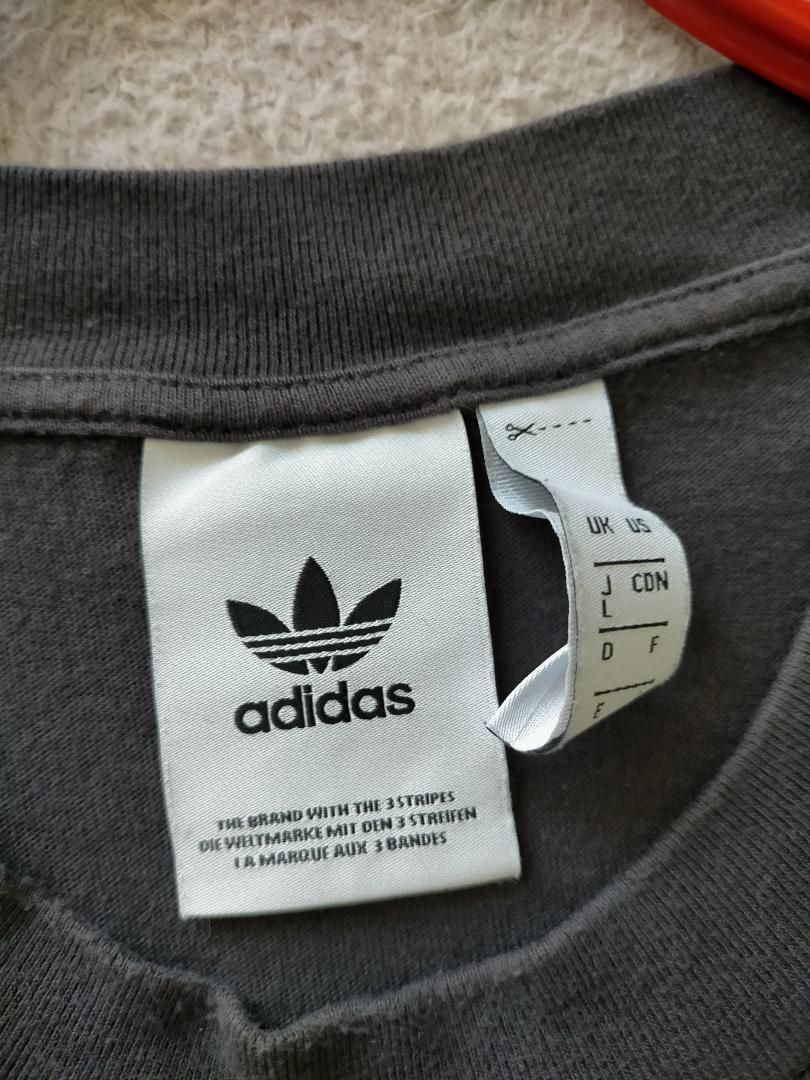 adidas
THE BRAND WITH THE 3 STRIPES
DIE WELTMARKE MIT DEN 3 STREIFEN
LA MARQUE AUX 3 BANDES
UK US
J CDN
L
D F